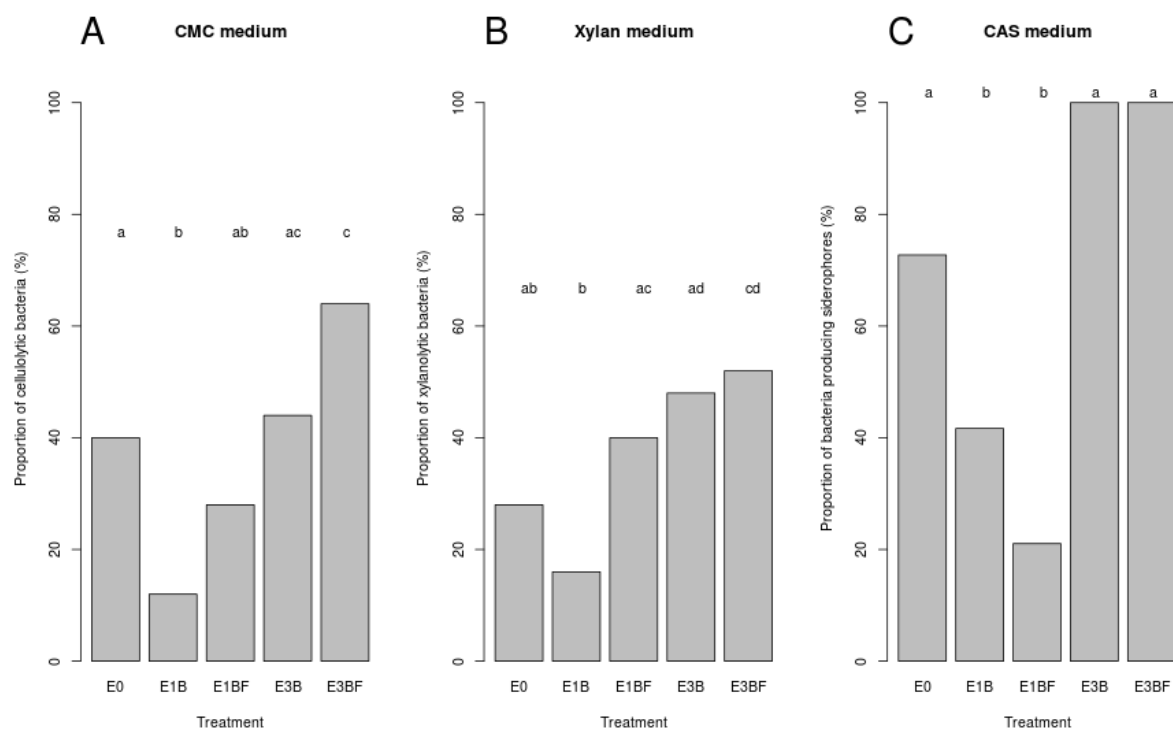 A CMC medium
Proportion of cellulolytic bacteria (%)
100
80
60
40
20
0
a b ab ac c
E0 E1B E1BF E3B E3BF
Treatment
B Xylan medium
Proportion of xylanolytic bacteria (%)
100
80
60
40
20
0
ab b ac ad cd
E0 E1B E1BF E3B E3BF
Treatment
C CAS medium
Proportion of bacteria producing siderophores (%)
100
80
60
40
20
0
a b b a a
E0 E1B E1BF E3B E3BF
Treatment